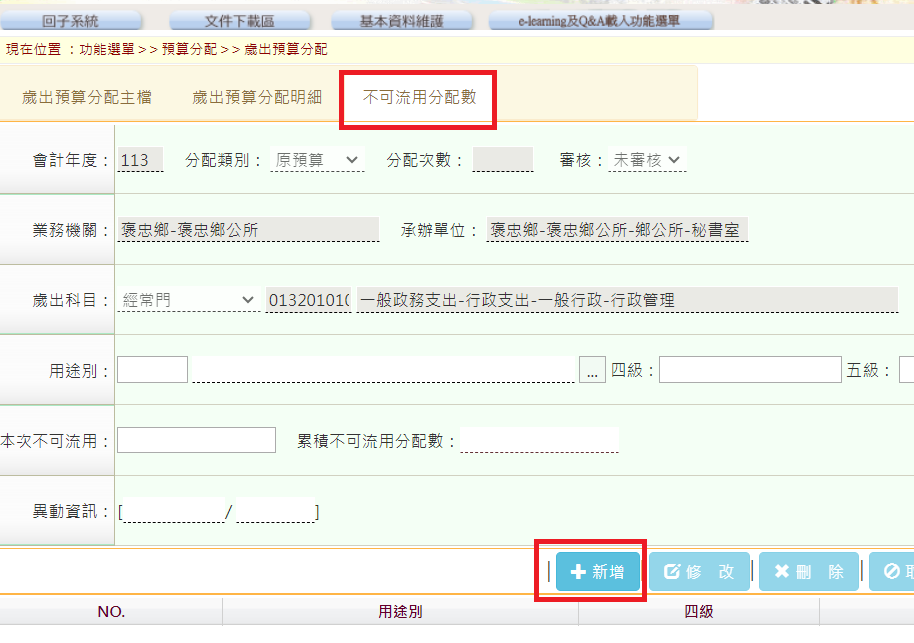 回子系統 文件下載區 基本資料維護 e-learning及Q&A載入功能選單
現在位置 ：功能選單>>預算分配>>歲出預算分配
歲出預算分配主檔 歲出預算分配明細 不可流用分配數
會計年度： 113 分配類別： 原預算 分配次數： 審核： 未審核
業務機關： 褒忠鄉-褒忠鄉公所 承辦單位： 褒忠鄉-褒忠鄉公所-鄉公所-秘書室
歲出科目： 經常門 013201010 一般政務支出-行政支出-一般行政-行政管理
用途別： ... 四級： 五級：
本次不可流用： 累積不可流用分配數：
異動資訊： [ / ]
| 新增 修 改 | 刪 除 |
NO. 用途別 四級